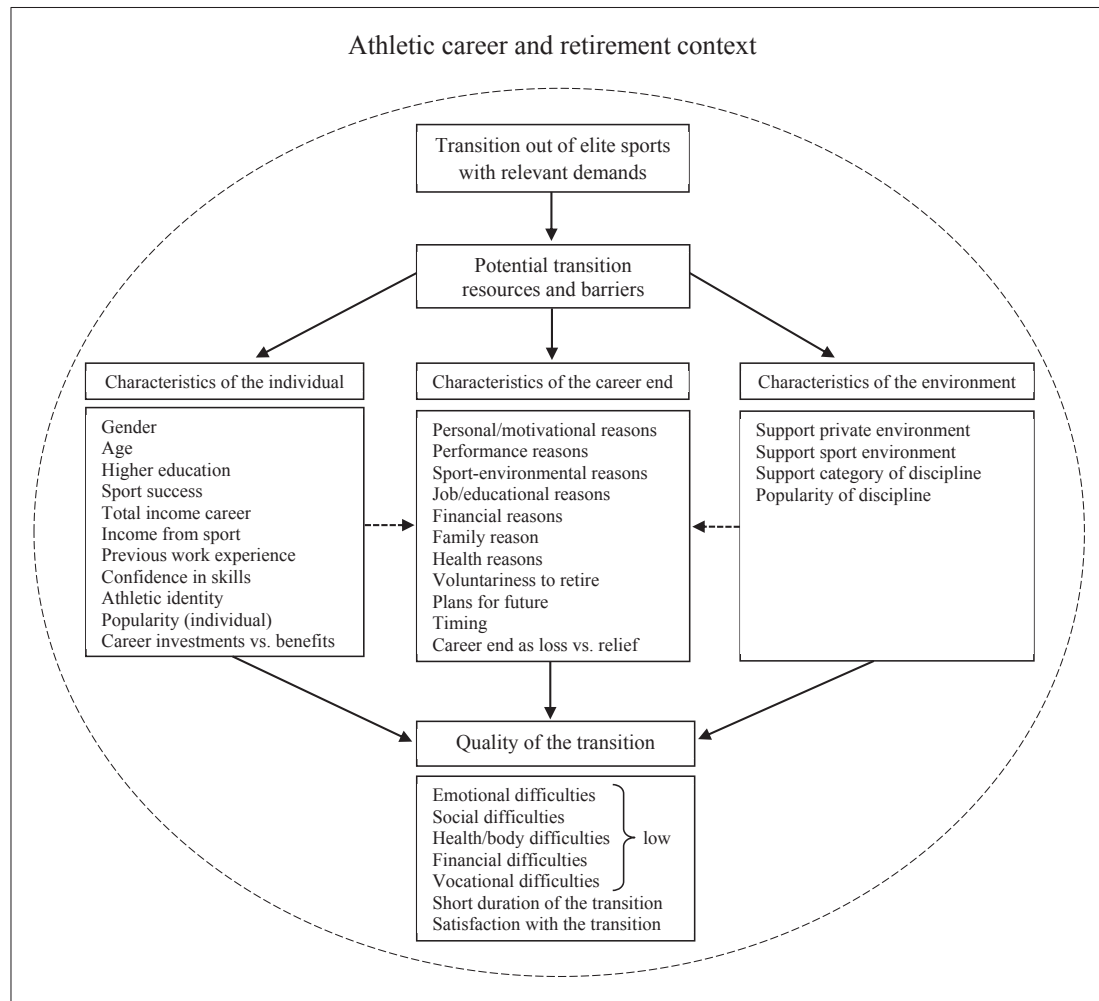 Athletic career and retirement context
Transition out of elite sports
with relevant demands
Potential transition
resources and barriers
Characteristics of the individual
Gender
Age
Higher education
Sport success
Total income career
Income from sport
Previous work experience
Confidence in skills
Athletic identity
Popularity (individual)
Career investments vs. benefits
Characteristics of the career end
Personal/motivational reasons
Performance reasons
Sport-environmental reasons
Job/educational reasons
Financial reasons
Family reason
Health reasons
Voluntariness to retire
Plans for future
Timing
Career end as loss vs. relief
Characteristics of the environment
Support private environment
Support sport environment
Support category of discipline
Popularity of discipline
Quality of the transition
Emotional difficulties
Social difficulties
Health/body difficulties
Financial difficulties
Vocational difficulties
low
Short duration of the transition
Satisfaction with the transition